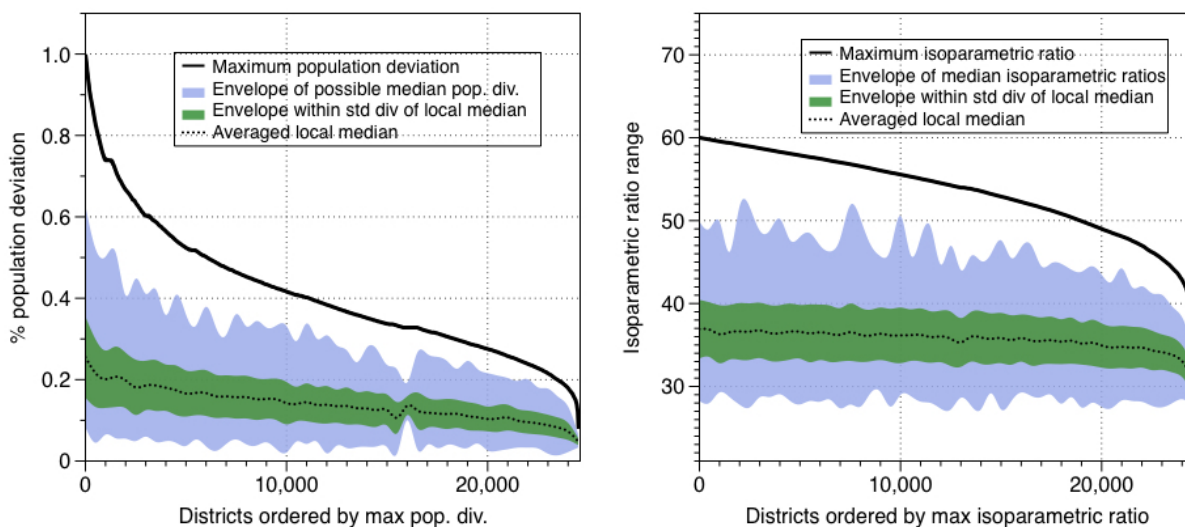 % population deviation
1.0
0.8
0.6
0.4
0.2
0
Maximum population deviation
Envelope of possible median pop. div.
Envelope within std div of local median
Averaged local median
0
10,000
20,000
Districts ordered by max pop. div.
Isoparametric ratio range
70
60
50
40
30
Maximum isoparametric ratio
Envelope of median isoparametric ratios
Envelope within std div of local median
Averaged local median
0
10,000
20,000
Districts ordered by max isoparametric ratio